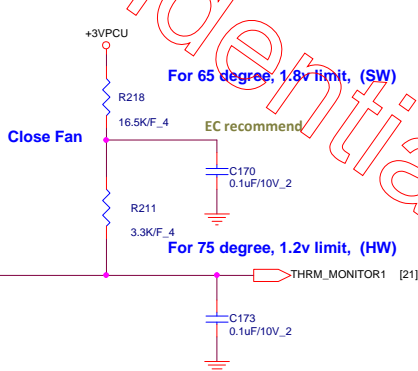 +3VPCU
For 65 degree, 1.8v limit, (SW)
R218
16.5K/F_4
EC recommend
Close Fan
C170
0.1uF/10V_2
R211
3.3K/F_4
For 75 degree, 1.2v limit, (HW)
THRM_MONITOR1 [21]
C173
0.1uF/10V_2
dentia